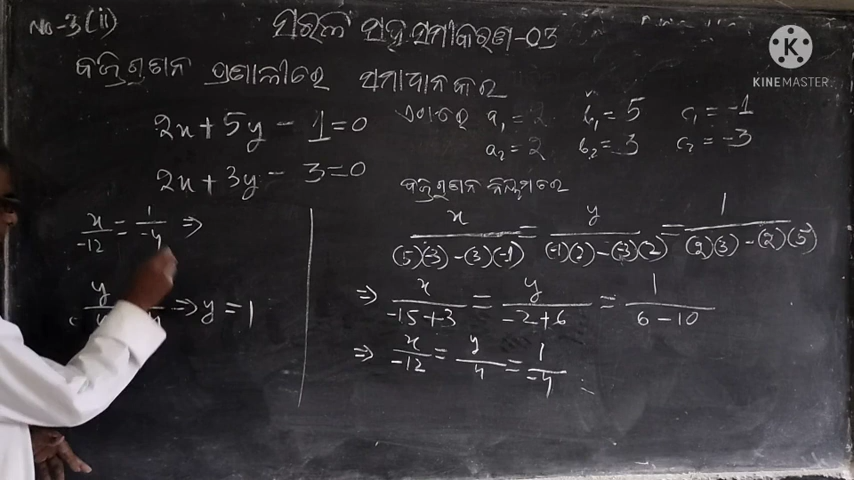 No-3(ii) ସରଳ ସହସମୀକରଣ-03
KINEMASTER
ବଜ୍ରଗୁଣନ ପ୍ରଣାଳୀରେ ସମାଧାନ କର
2x + 5y - 1 = 0
2x + 3y - 3 = 0
ଏଠାରେ a₁ = 2 b₁ = 5 c₁ = -1
a₂ = 2 b₂ = 3 c₂ = -3
ବଜ୍ରଗୁଣନ ନିୟମରେ
x/((5)(-3) - (3)(-1)) = y/((-1)(2) - (-3)(2)) = 1/((2)(3) - (2)(5))
⇒ x/(-15+3) = y/(-2+6) = 1/(6-10)
⇒ x/-12 = y/4 = 1/-4
x/-12 = 1/-4 ⇒
y ⇒ y = 1